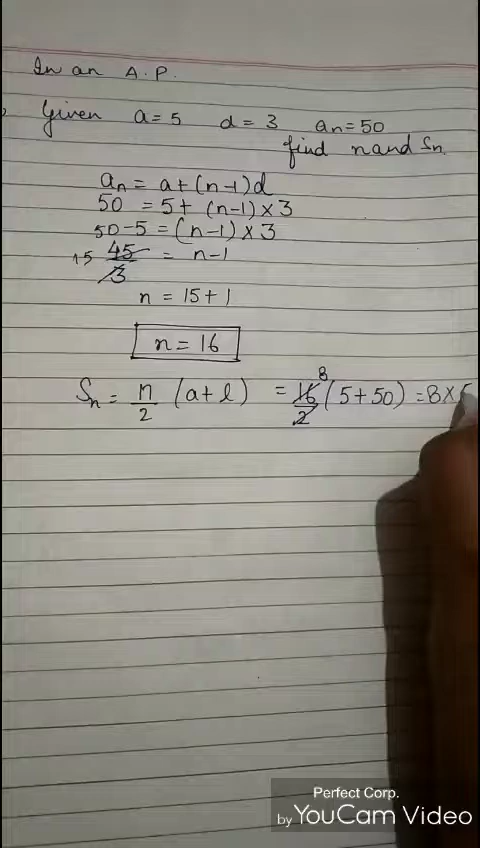 In an A.P.
Given a = 5 d = 3 an = 50
find n and Sn
an = a + (n-1)d
50 = 5 + (n-1) × 3
50-5 = (n-1) × 3
15 45/3 = n-1
n = 15 + 1
n = 16
Sn = n/2 (a + l) = 16/2 8 (5 + 50) = 8 ×
Perfect Corp.
by YouCam Video